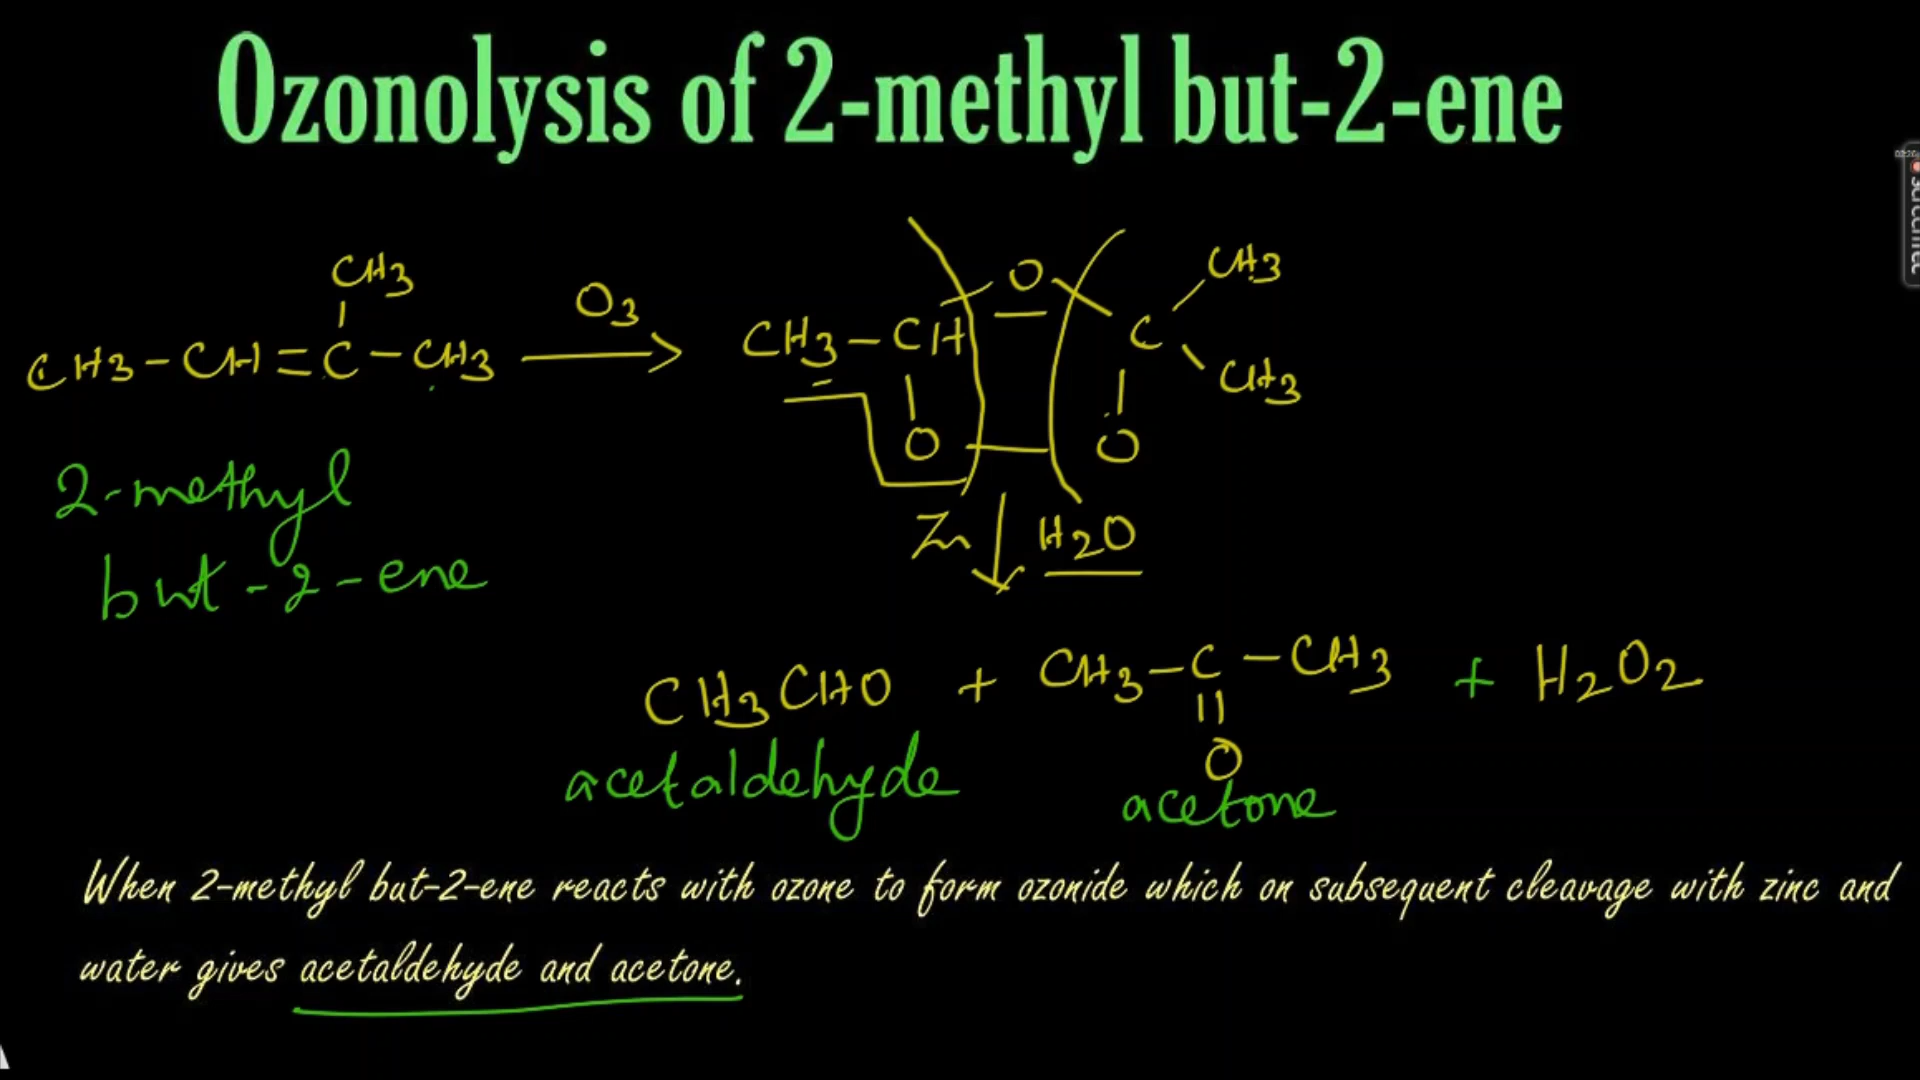 Ozonolysis of 2-methyl but-2-ene
CH3
CH3-CH=C-CH3
O3
O
CH3-CH
C
CH3
CH3
O
O
2-methyl
but-2-ene
Zn
H2O
CH3CHO + CH3-C-CH3 + H2O2
O
acetaldehyde
acetone
When 2-methyl but-2-ene reacts with ozone to form ozonide which on subsequent cleavage with zinc and
water gives acetaldehyde and acetone.